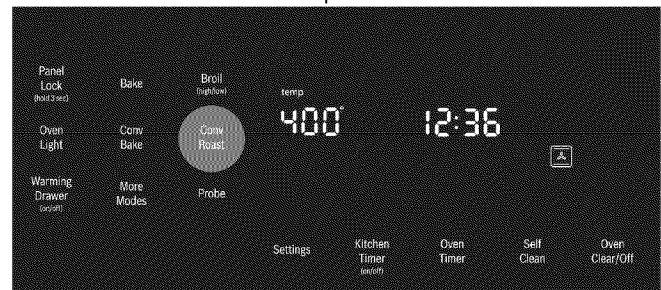 Panel
Lock
(hold 3 sec)
Bake
Broil
(high/low)
temp
400°
12:36
Oven
Light
Conv
Bake
Conv
Roast
Warming
Drawer
(on/off)
More
Modes
Probe
Settings
Kitchen
Timer
(on/off)
Oven
Timer
Self
Clean
Oven
Clear/Off